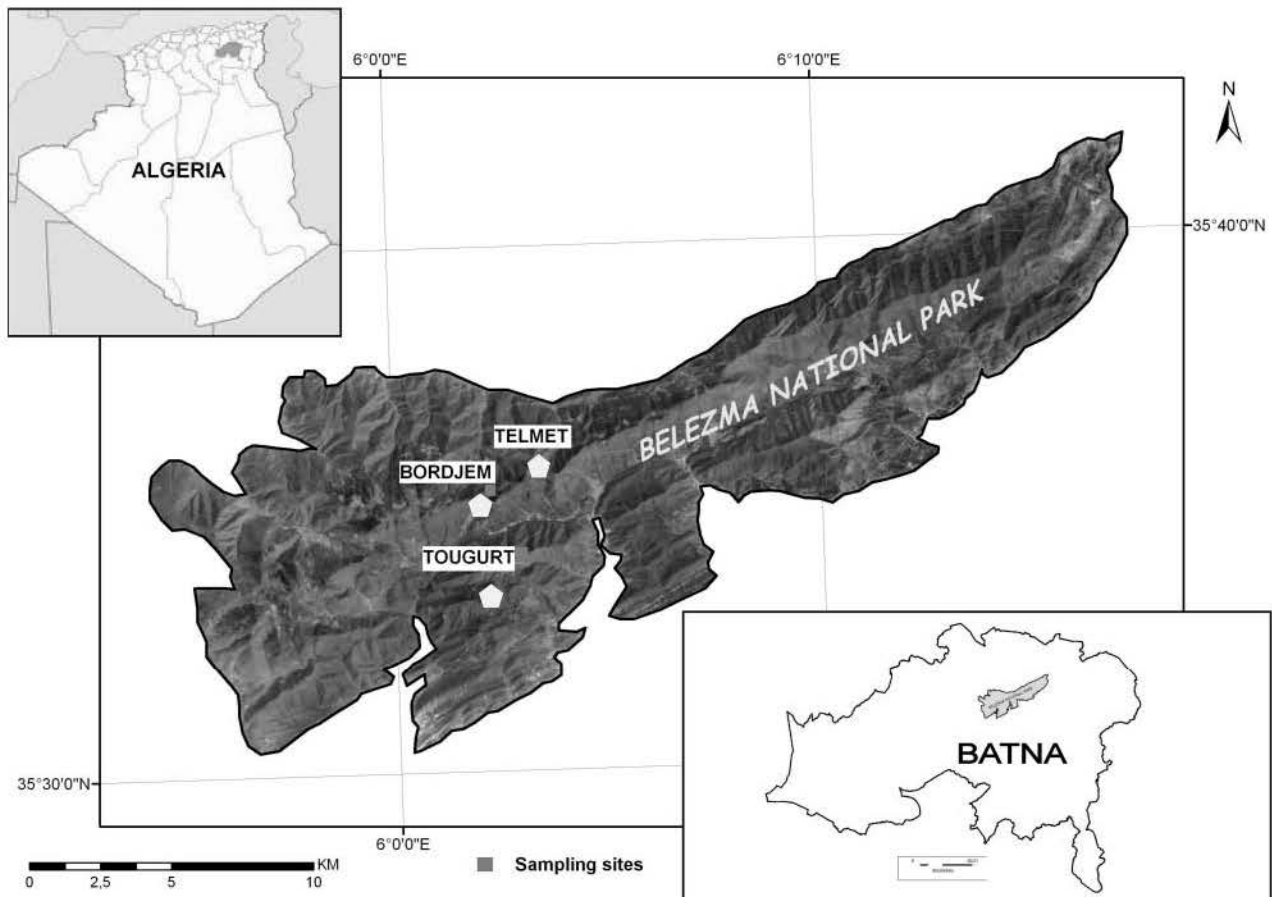 ALGERIA
6°0'0"E
6°10'0"E
N
35°40'0"N
BELEZMA NATIONAL PARK
TELMET
BORDJEM
TOUGURT
35°30'0"N
6°0'0"E
BATNA
KM
0 2,5 5 10
Sampling sites